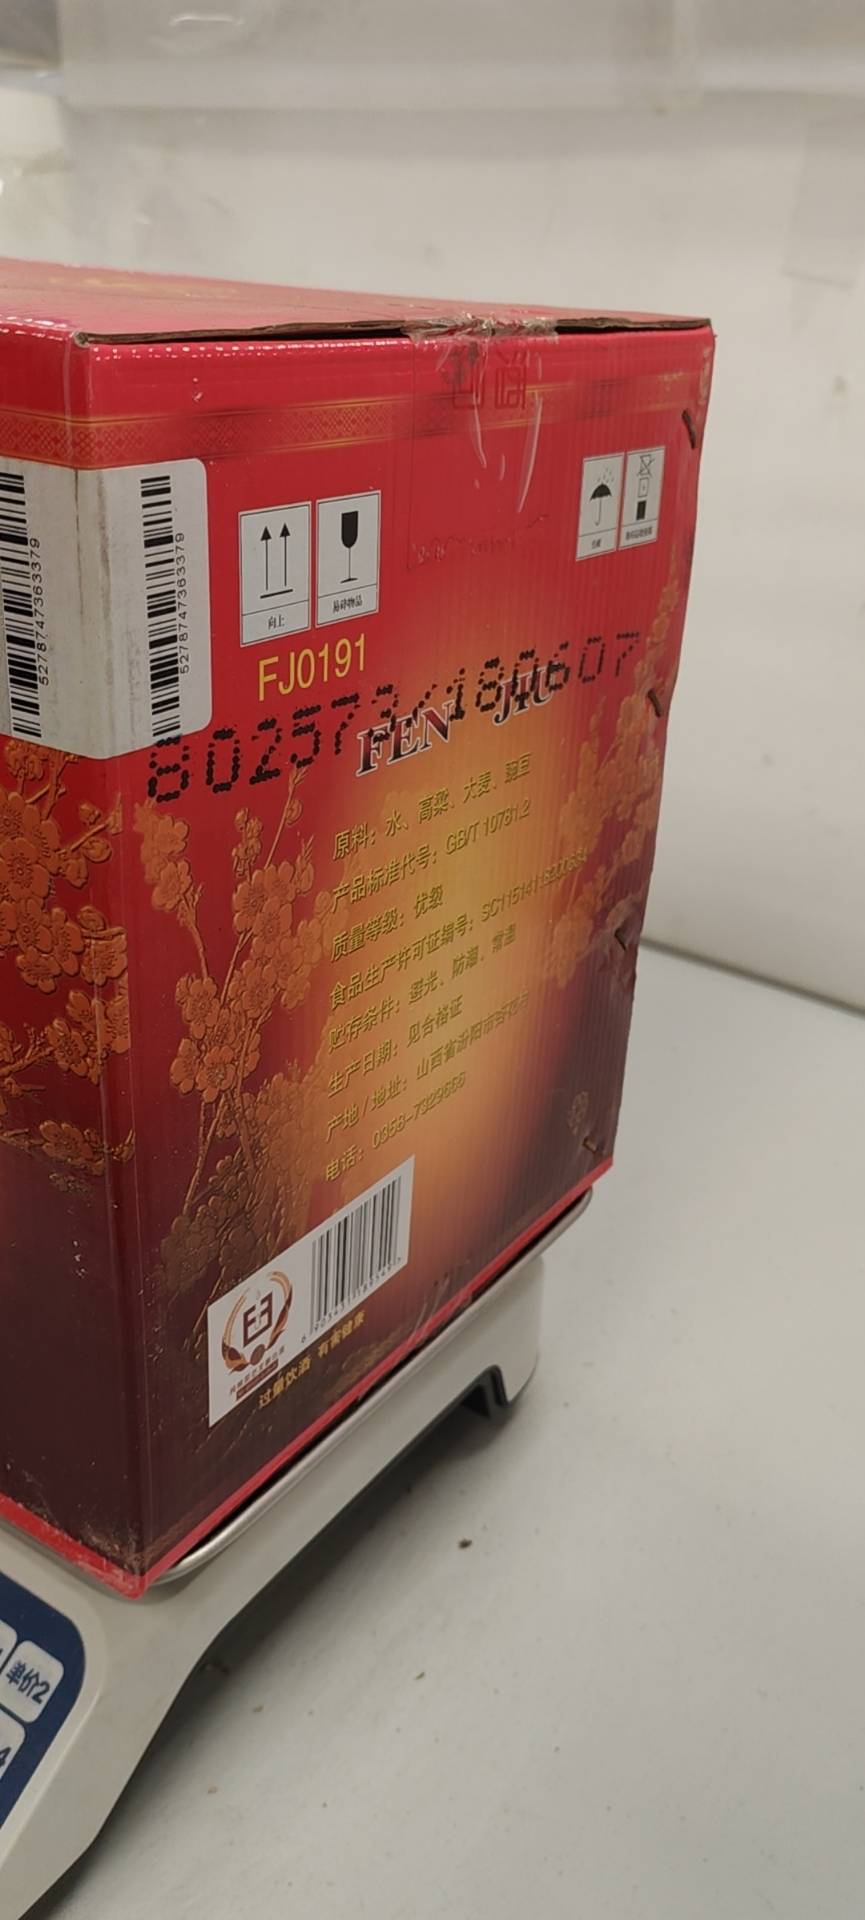 5278747363379
5278747363379
向上
易碎物品
FJ0191
8025734180607
FEN JIU
原料：水、高粱、大麦、豌豆
产品标准代号：GB/T 10781.2
质量等级：优级
食品生产许可证编号：
贮存条件：避光、防潮、常温
生产日期：见合格证
产地/地址：山西省汾阳市杏花村
电话：0358-7329666
过量饮酒 有害健康